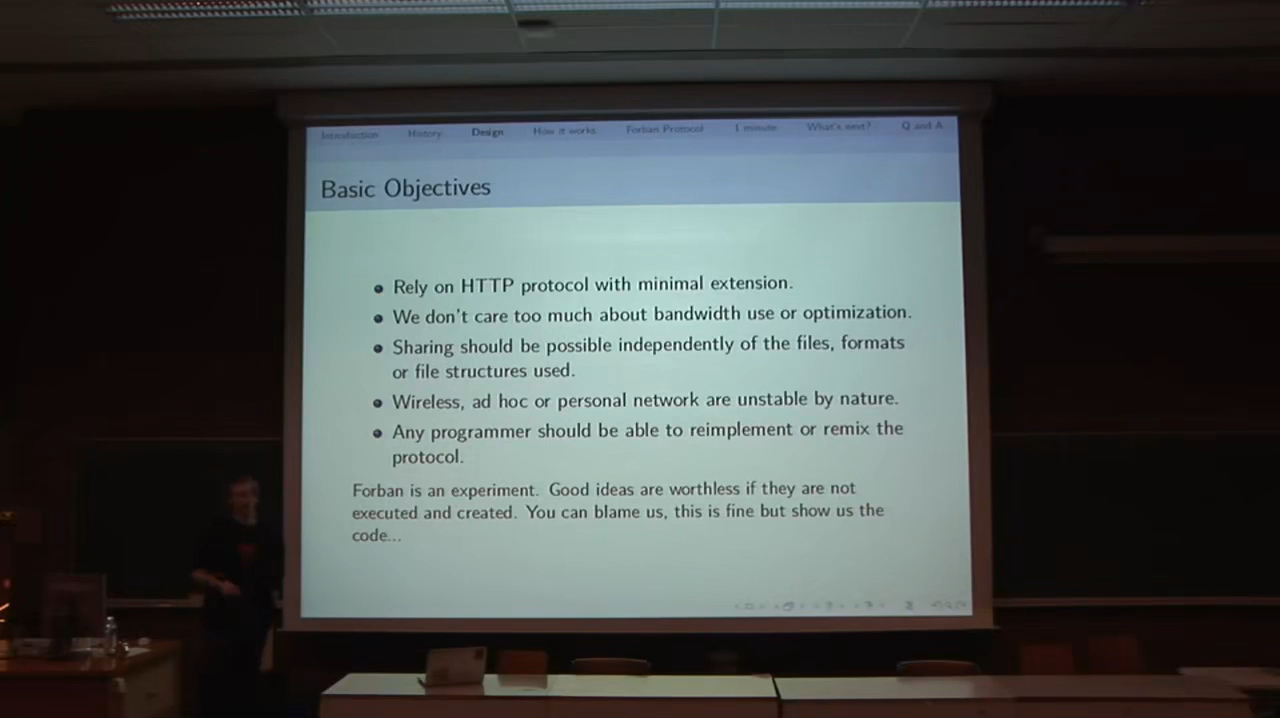 Introduction History Design How it works Forban Protocol 1 minute What's next? Q and A
Basic Objectives
Rely on HTTP protocol with minimal extension.
We don't care too much about bandwidth use or optimization.
Sharing should be possible independently of the files, formats
or file structures used.
Wireless, ad hoc or personal network are unstable by nature.
Any programmer should be able to reimplement or remix the
protocol.
Forban is an experiment. Good ideas are worthless if they are not
executed and created. You can blame us, this is fine but show us the
code...